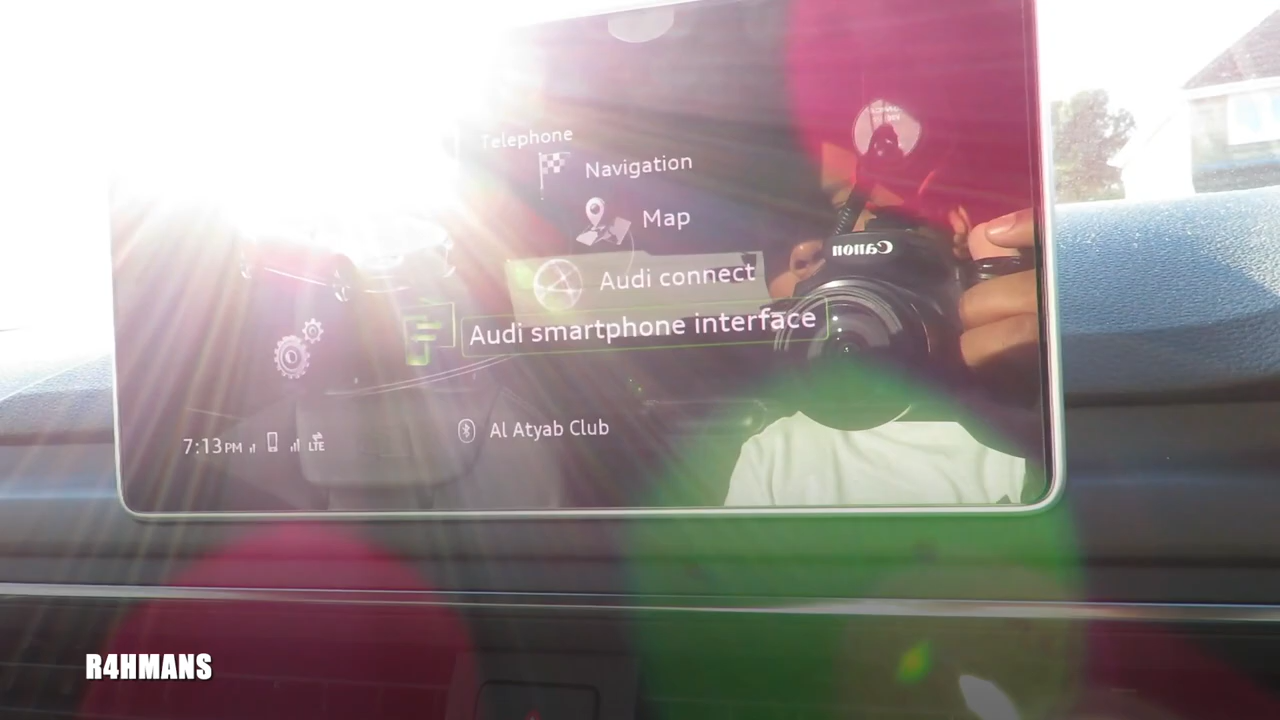 Telephone
Navigation
Map
Audi connect
Audi smartphone interface
7:13PM
LTE
Al Atyab Club
Canon
R4HMANS